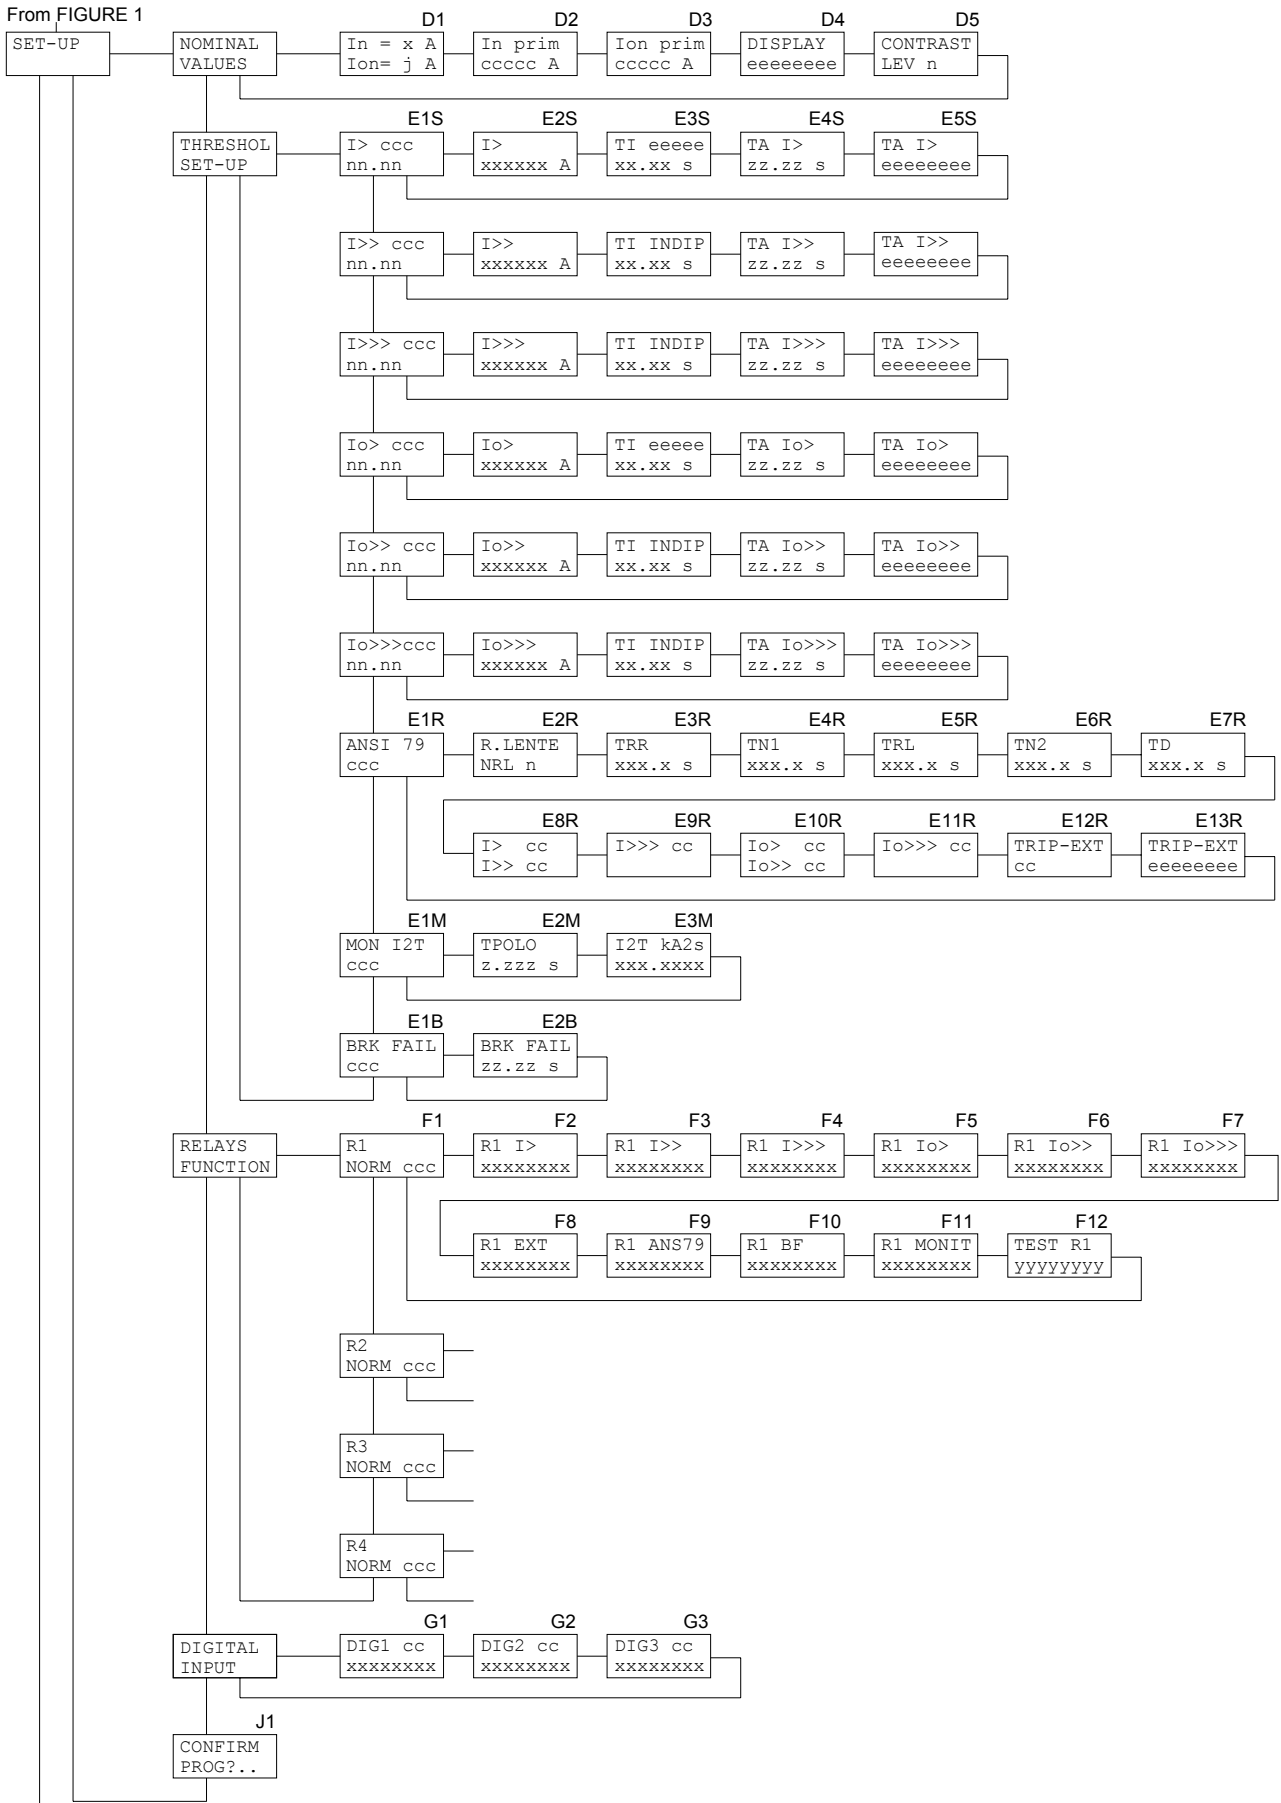 From FIGURE 1
D1 D2 D3 D4 D5
SET-UP NOMINAL In = x A In prim Ion prim DISPLAY CONTRAST
VALUES Ion= j A ccccc A ccccc A eeeeeeee LEV n
E1S E2S E3S E4S E5S
THRESHOL I> ccc I> TI eeeee TA I> TA I>
SET-UP nn.nn xxxxxx A xx.xx s zz.zz s eeeeeeee
I>> ccc I>> TI INDIP TA I>> TA I>>
nn.nn xxxxxx A xx.xx s zz.zz s eeeeeeee
I>>> ccc I>>> TI INDIP TA I>>> TA I>>>
nn.nn xxxxxx A xx.xx s zz.zz s eeeeeeee
Io> ccc Io> TI eeeee TA Io> TA Io>
nn.nn xxxxxx A xx.xx s zz.zz s eeeeeeee
Io>> ccc Io>> TI INDIP TA Io>> TA Io>>
nn.nn xxxxxx A xx.xx s zz.zz s eeeeeeee
Io>>>ccc Io>>> TI INDIP TA Io>>> TA Io>>>
nn.nn xxxxxx A xx.xx s zz.zz s eeeeeeee
E1R E2R E3R E4R E5R E6R E7R
ANSI 79 R.LENTE TRR TN1 TRL TN2 TD
ccc NRL n xxx.x s xxx.x s xxx.x s xxx.x s xxx.x s
E8R E9R E10R E11R E12R E13R
I> cc I>>> cc Io> cc Io>>> cc TRIP-EXT TRIP-EXT
I>> cc Io>> cc cc eeeeeeee
E1M E2M E3M
MON I2T TPOLO I2T kA2s
ccc z.zzz s xxx.xxxx
E1B E2B
BRK FAIL BRK FAIL
ccc zz.zz s
F1 F2 F3 F4 F5 F6 F7
RELAYS R1 R1 I> R1 I>> R1 I>>> R1 Io> R1 Io>> R1 Io>>>
FUNCTION NORM ccc xxxxxxxx xxxxxxxx xxxxxxxx xxxxxxxx xxxxxxxx xxxxxxxx
F8 F9 F10 F11 F12
R1 EXT R1 ANS79 R1 BF R1 MONIT TEST R1
xxxxxxxx xxxxxxxx xxxxxxxx xxxxxxxx yyyyyyyy
R2
NORM ccc
R3
NORM ccc
R4
NORM ccc
G1 G2 G3
DIGITAL DIG1 cc DIG2 cc DIG3 cc
INPUT xxxxxxxx xxxxxxxx xxxxxxxx
J1
CONFIRM
PROG?..